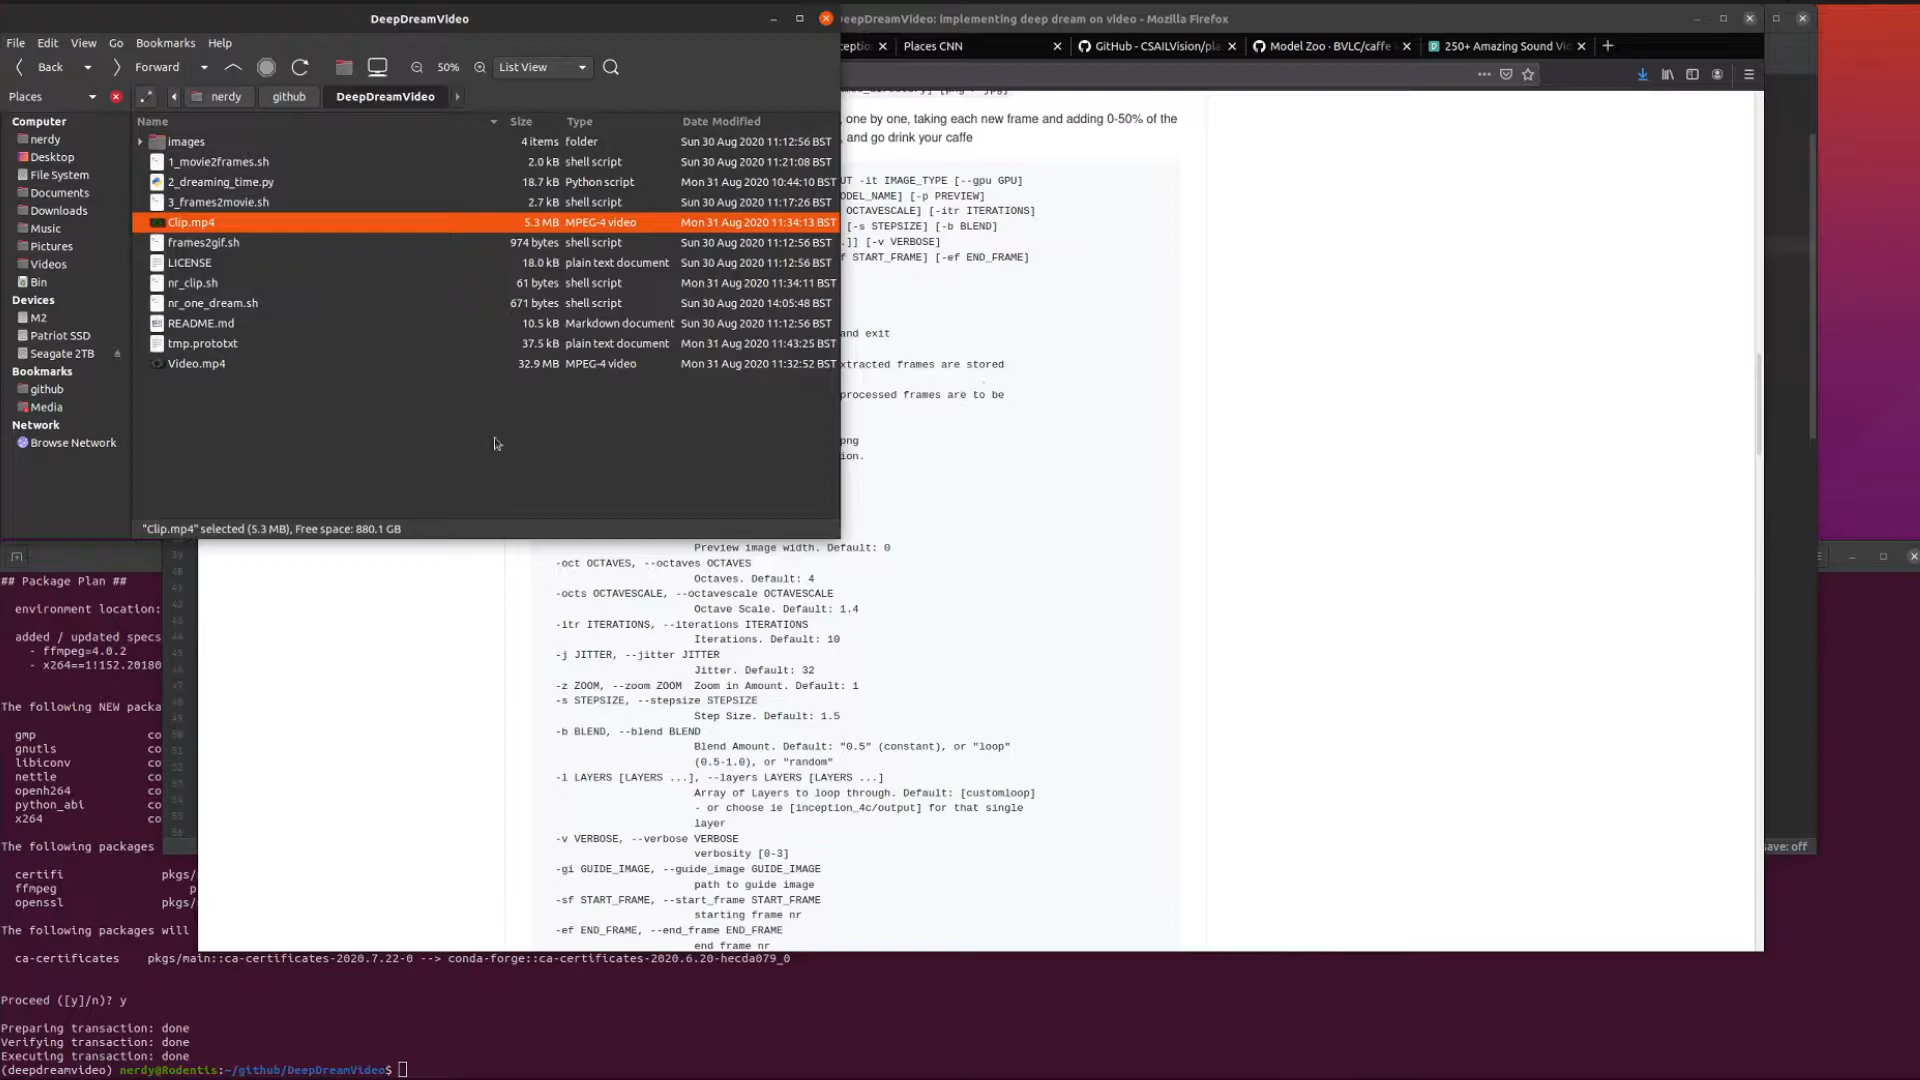 DeepDreamVideo
File Edit View Go Bookmarks Help
Back Forward 50% List View
Places nerdy github DeepDreamVideo
Computer
nerdy
Desktop
File System
Documents
Downloads
Music
Pictures
Videos
Bin
Devices
M2
Patriot SSD
Seagate 2TB
Bookmarks
github
Media
Network
Browse Network
Name Size Type Date Modified
images 4 items folder Sun 30 Aug 2020 11:12:56 BST
1_movie2frames.sh 2.0 kB shell script Sun 30 Aug 2020 11:21:08 BST
2_dreaming_time.py 18.7 kB Python script Mon 31 Aug 2020 10:44:10 BST
3_frames2movie.sh 2.7 kB shell script Sun 30 Aug 2020 11:17:26 BST
Clip.mp4 5.3 MB MPEG-4 video Mon 31 Aug 2020 11:34:13 BST
frames2gif.sh 974 bytes shell script Sun 30 Aug 2020 11:12:56 BST
LICENSE 18.0 kB plain text document Sun 30 Aug 2020 11:12:56 BST
nr_clip.sh 61 bytes shell script Mon 31 Aug 2020 11:34:11 BST
nr_one_dream.sh 671 bytes shell script Sun 30 Aug 2020 14:05:48 BST
README.md 10.5 kB Markdown document Sun 30 Aug 2020 11:12:56 BST
tmp.prototxt 37.5 kB plain text document Mon 31 Aug 2020 11:43:25 BST
Video.mp4 32.9 MB MPEG-4 video Mon 31 Aug 2020 11:32:52 BST
"Clip.mp4" selected (5.3 MB), Free space: 880.1 GB
DeepDreamVideo: implementing deep dream on video - Mozilla Firefox
Places CNN GitHub - CSAILVision/pla Model Zoo · BVLC/caffe 250+ Amazing Sound Vi
, one by one, taking each new frame and adding 0-50% of the
, and go drink your caffe
UT -it IMAGE_TYPE [--gpu GPU]
ODEL_NAME] [-p PREVIEW]
OCTAVESCALE] [-itr ITERATIONS]
[-s STEPSIZE] [-b BLEND]
.]] [-v VERBOSE]
f START_FRAME] [-ef END_FRAME]
and exit
xtracted frames are stored
processed frames are to be
png
ion.
Preview image width. Default: 0
-oct OCTAVES, --octaves OCTAVES
Octaves. Default: 4
-octs OCTAVESCALE, --octavescale OCTAVESCALE
Octave Scale. Default: 1.4
-itr ITERATIONS, --iterations ITERATIONS
Iterations. Default: 10
-j JITTER, --jitter JITTER
Jitter. Default: 32
-z ZOOM, --zoom ZOOM Zoom in Amount. Default: 1
-s STEPSIZE, --stepsize STEPSIZE
Step Size. Default: 1.5
-b BLEND, --blend BLEND
Blend Amount. Default: "0.5" (constant), or "loop"
(0.5-1.0), or "random"
-l LAYERS [LAYERS ...], --layers LAYERS [LAYERS ...]
Array of Layers to loop through. Default: [customloop]
- or choose ie [inception_4c/output] for that single
layer
-v VERBOSE, --verbose VERBOSE
verbosity [0-3]
-gi GUIDE_IMAGE, --guide_image GUIDE_IMAGE
path to guide image
-sf START_FRAME, --start_frame START_FRAME
starting frame nr
-ef END_FRAME, --end_frame END_FRAME
end frame nr
save: off
## Package Plan ##
environment location:
added / updated specs
- ffmpeg=4.0.2
- x264==1!152.20180
The following NEW packa
gmp co
gnutls co
libiconv co
nettle co
openh264 co
python_abi co
x264 co
The following packages
certifi pkgs/
ffmpeg p
openssl pkgs/
The following packages will
ca-certificates pkgs/main::ca-certificates-2020.7.22-0 --> conda-forge::ca-certificates-2020.6.20-hecda079_0
Proceed ([y]/n)? y
Preparing transaction: done
Verifying transaction: done
Executing transaction: done
(deepdreamvideo) nerdy@Rodentis:~/github/DeepDreamVideo$